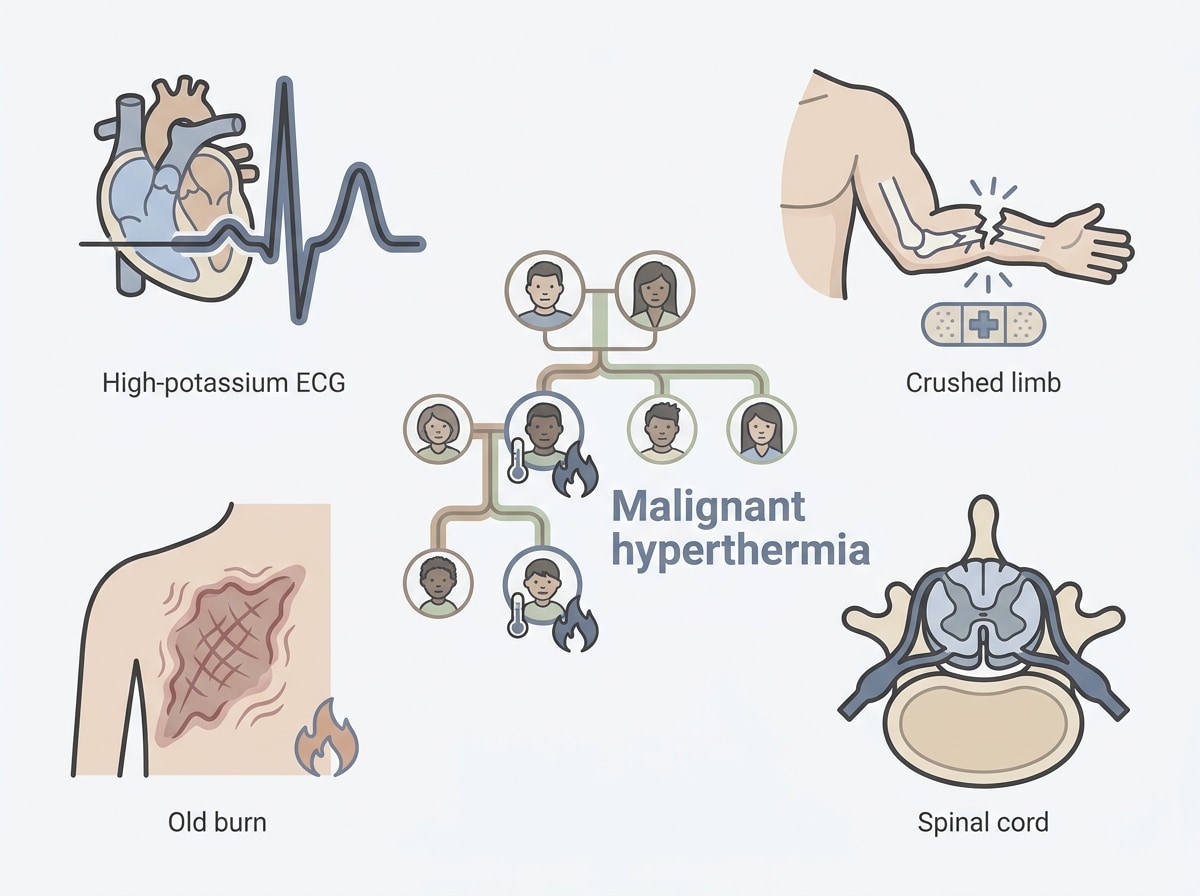 High-potassium ECG
Crushed limb
Malignant
hyperthermia
Old burn
Spinal cord